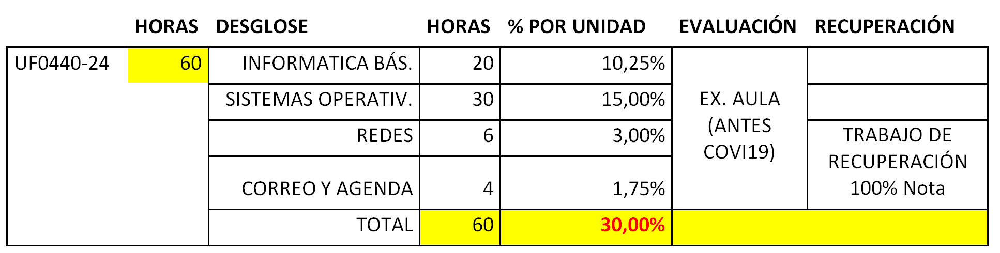 HORAS DESGLOSE HORAS % POR UNIDAD EVALUACIÓN RECUPERACIÓN
UF0440-24 60 INFORMATICA BÁS. 20 10,25%
SISTEMAS OPERATIV. 30 15,00%
REDES 6 3,00%
CORREO Y AGENDA 4 1,75%
TOTAL 60 30,00%
EX. AULA
(ANTES
COVI19)
TRABAJO DE
RECUPERACIÓN
100% Nota